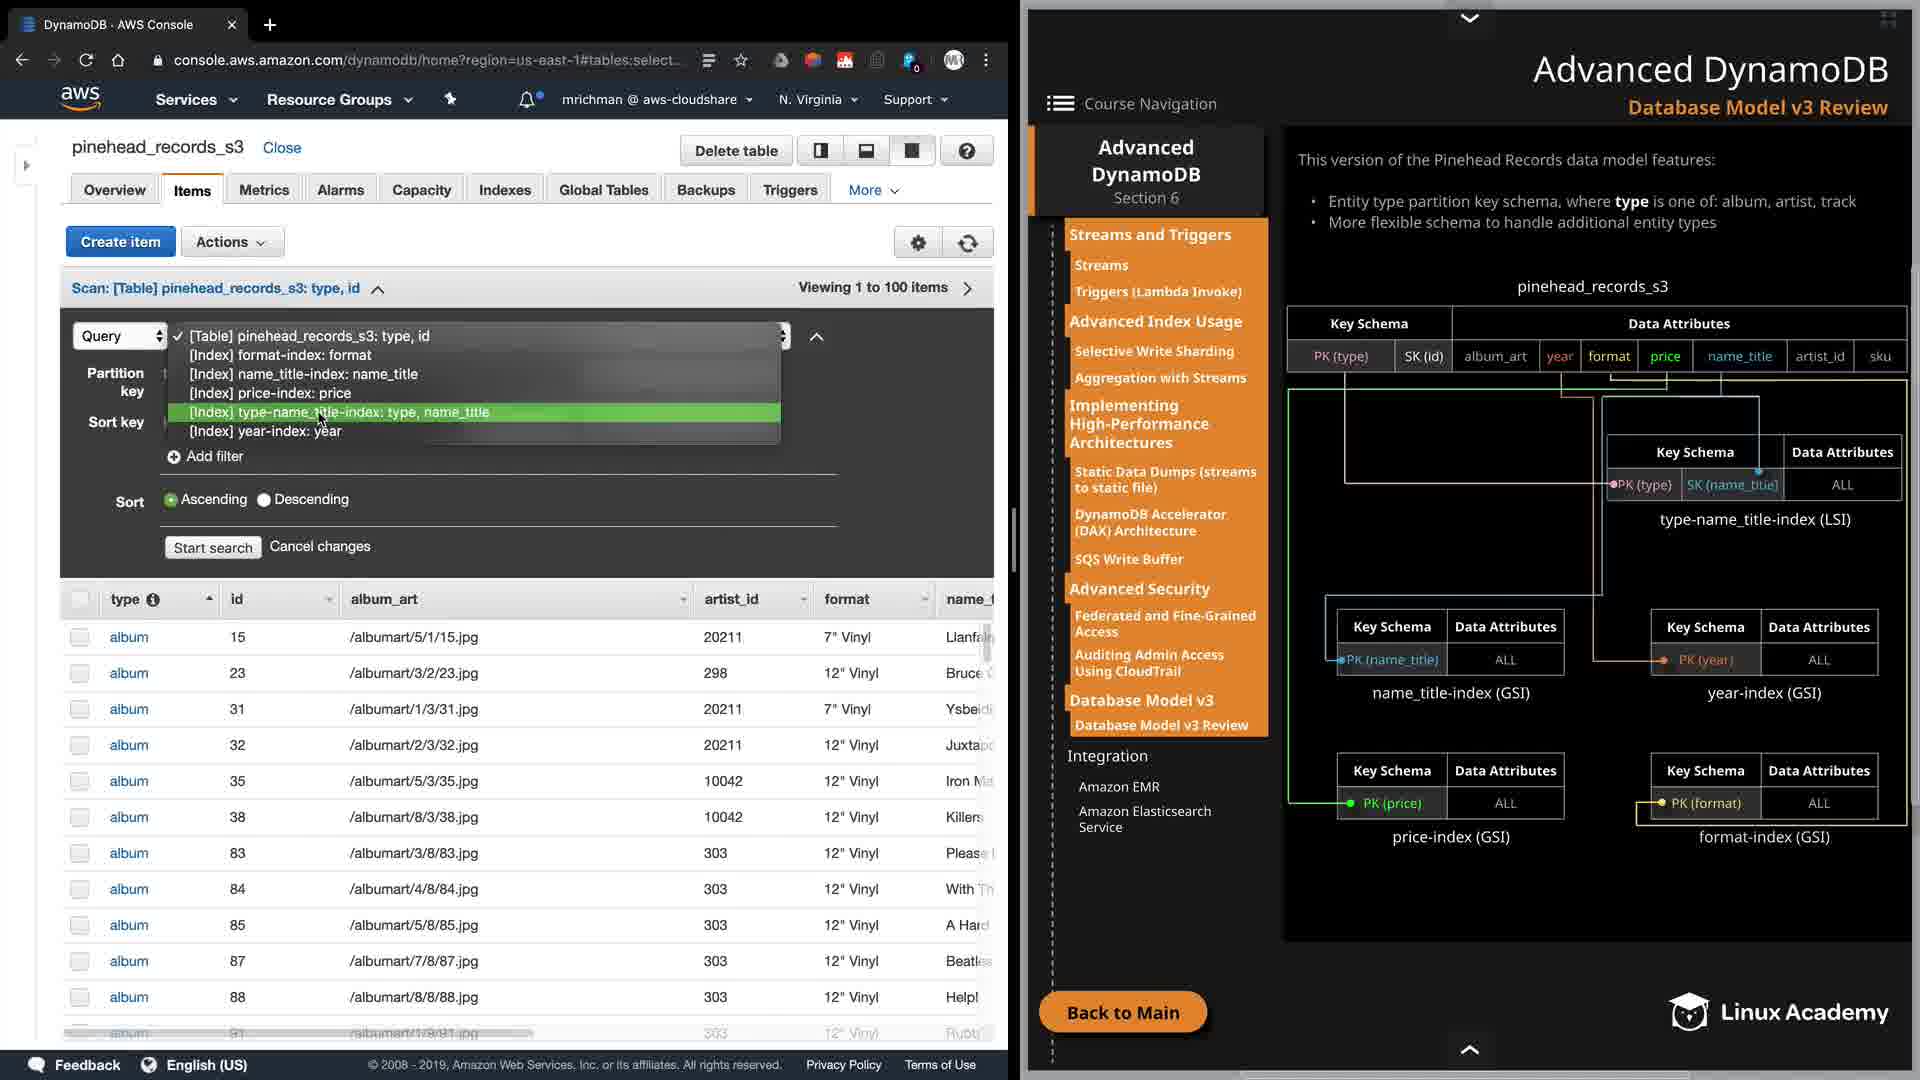 DynamoDB - AWS Console
console.aws.amazon.com/dynamodb/home?region=us-east-1#tables:select...
0
aws
Services
Resource Groups
mrichman @ aws-cloudshare
N. Virginia
Support
pinehead_records_s3
Close
Delete table
Overview
Items
Metrics
Alarms
Capacity
Indexes
Global Tables
Backups
Triggers
More
Create item
Actions
Scan: [Table] pinehead_records_s3: type, id
Viewing 1 to 100 items
Query
[Table] pinehead_records_s3: type, id
[Index] format-index: format
[Index] name_title-index: name_title
[Index] price-index: price
[Index] type-name_title-index: type, name_title
[Index] year-index: year
Partition
key
Sort key
Add filter
Sort
Ascending
Descending
Start search
Cancel changes
type id album_art artist_id format name_t
album 15 /albumart/5/1/15.jpg 20211 7" Vinyl Llanfair
album 23 /albumart/3/2/23.jpg 298 12" Vinyl Bruce
album 31 /albumart/1/3/31.jpg 20211 7" Vinyl Ysbeid
album 32 /albumart/2/3/32.jpg 20211 12" Vinyl Juxtapo
album 35 /albumart/5/3/35.jpg 10042 12" Vinyl Iron Ma
album 38 /albumart/8/3/38.jpg 10042 12" Vinyl Killers
album 83 /albumart/3/8/83.jpg 303 12" Vinyl Please
album 84 /albumart/4/8/84.jpg 303 12" Vinyl With Th
album 85 /albumart/5/8/85.jpg 303 12" Vinyl A Hard
album 87 /albumart/7/8/87.jpg 303 12" Vinyl Beatle
album 88 /albumart/8/8/88.jpg 303 12" Vinyl Help!
album 91 /albumart/1/9/91.jpg 303 12" Vinyl Rubb
Feedback
English (US)
© 2008 - 2019, Amazon Web Services, Inc. or its affiliates. All rights reserved.
Privacy Policy
Terms of Use
Advanced DynamoDB
Database Model v3 Review
Course Navigation
Advanced
DynamoDB
Section 6
Streams and Triggers
Streams
Triggers (Lambda Invoke)
Advanced Index Usage
Selective Write Sharding
Aggregation with Streams
Implementing
High-Performance
Architectures
Static Data Dumps (streams
to static file)
DynamoDB Accelerator
(DAX) Architecture
SQS Write Buffer
Advanced Security
Federated and Fine-Grained
Access
Auditing Admin Access
Using CloudTrail
Database Model v3
Database Model v3 Review
Integration
Amazon EMR
Amazon Elasticsearch
Service
Back to Main
This version of the Pinehead Records data model features:
• Entity type partition key schema, where type is one of: album, artist, track
• More flexible schema to handle additional entity types
pinehead_records_s3
Key Schema
Data Attributes
PK (type) SK (id) album_art year format price name_title artist_id sku
Key Schema
Data Attributes
PK (type) SK (name_title) ALL
type-name_title-index (LSI)
Key Schema
Data Attributes
PK (name_title) ALL
name_title-index (GSI)
Key Schema
Data Attributes
PK (year) ALL
year-index (GSI)
Key Schema
Data Attributes
PK (price) ALL
price-index (GSI)
Key Schema
Data Attributes
PK (format) ALL
format-index (GSI)
Linux Academy